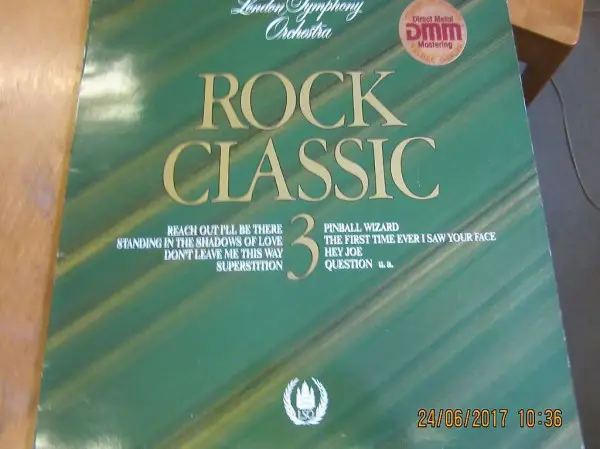 London Symphony
Orchestra
Direct Metal
DMM
Mastering
ROCK
CLASSIC
3
REACH OUT I'LL BE THERE
STANDING IN THE SHADOWS OF LOVE
DON'T LEAVE ME THIS WAY
SUPERSTITION
PINBALL WIZARD
THE FIRST TIME EVER I SAW YOUR FACE
HEY JOE
QUESTION u. a.
LSO
24/06/2017 10:36